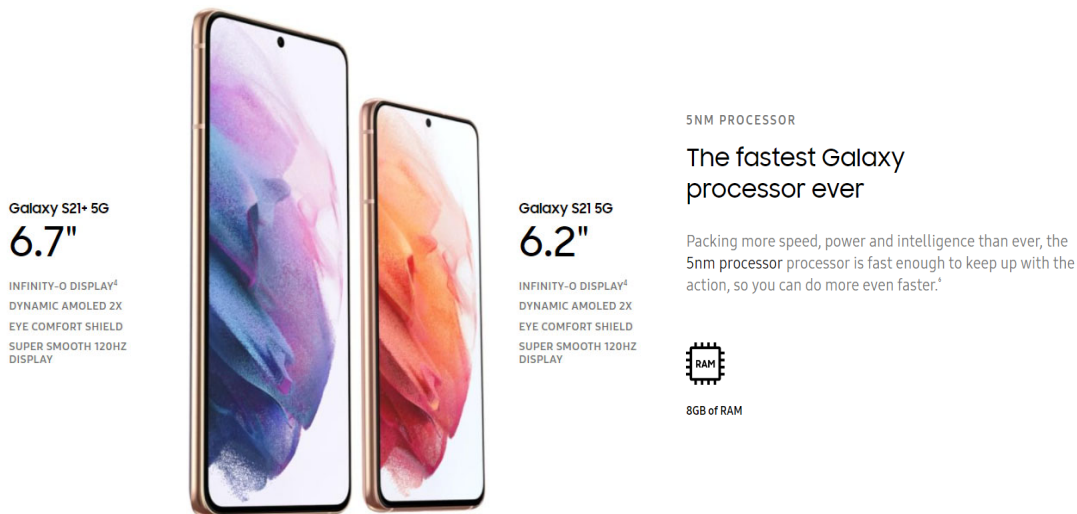 Galaxy S21+ 5G
6.7"
INFINITY-O DISPLAY⁴
DYNAMIC AMOLED 2X
EYE COMFORT SHIELD
SUPER SMOOTH 120HZ
DISPLAY
Galaxy S21 5G
6.2"
INFINITY-O DISPLAY⁴
DYNAMIC AMOLED 2X
EYE COMFORT SHIELD
SUPER SMOOTH 120HZ
DISPLAY
5NM PROCESSOR
The fastest Galaxy
processor ever
Packing more speed, power and intelligence than ever, the
5nm processor processor is fast enough to keep up with the
action, so you can do more even faster.
RAM
8GB of RAM